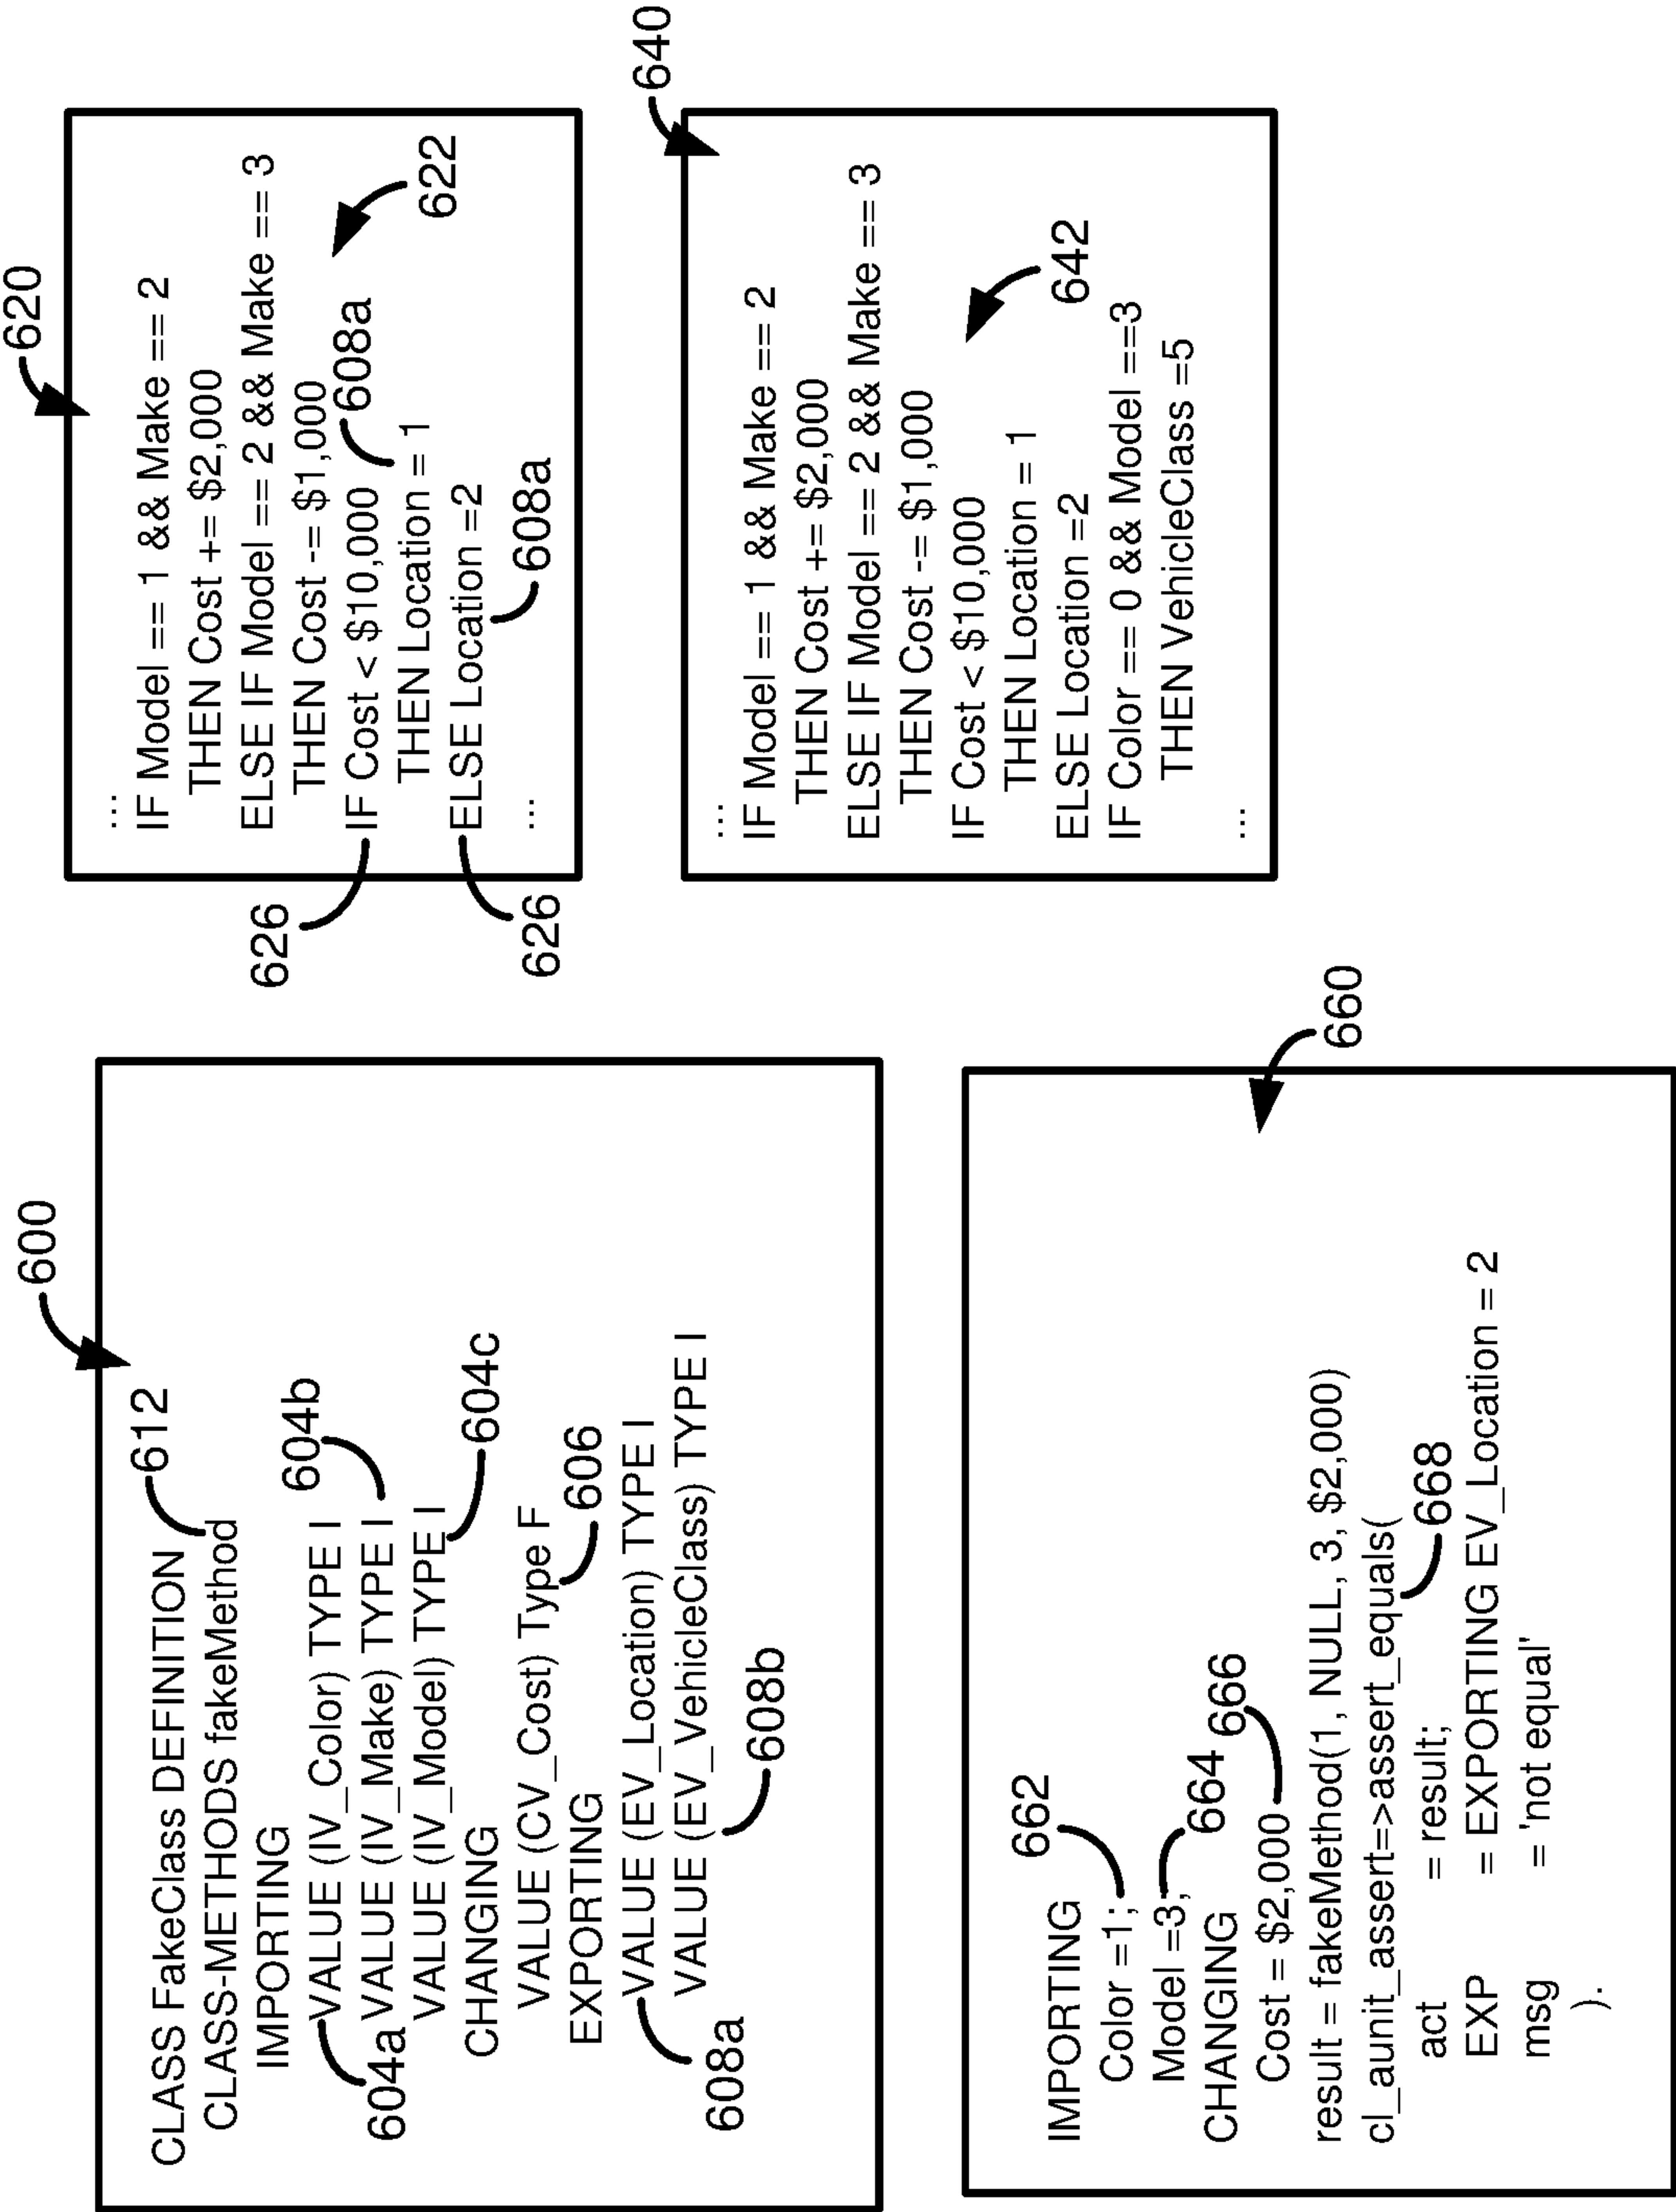 600
CLASS FakeClass DEFINITION
612
CLASS-METHODS fakeMethod
IMPORTING
604b
VALUE (IV_Color) TYPE I
604a
VALUE (IV_Make) TYPE I
VALUE (IV_Model) TYPE I
604c
CHANGING
VALUE (CV_Cost) Type F
606
EXPORTING
VALUE (EV_Location) TYPE I
VALUE (EV_VehicleClass) TYPE I
608a
608b
620
...
IF Model == 1 && Make == 2
THEN Cost += $2,000
ELSE IF Model == 2 && Make == 3
THEN Cost -= $1,000
608a
622
626
IF Cost < $10,000
THEN Location = 1
ELSE Location =2
626
608a
...
660
IMPORTING
662
Color =1;
Model =3;
664
CHANGING
666
Cost = $2,000
result = fakeMethod(1, NULL, 3, $2,000)
cl_aunit_assert=>assert_equals(
668
act = result;
EXP = EXPORTING EV_Location = 2
msg = 'not equal'
).
640
...
IF Model == 1 && Make == 2
THEN Cost += $2,000
ELSE IF Model == 2 && Make == 3
THEN Cost -= $1,000
IF Cost < $10,000
THEN Location = 1
642
ELSE Location =2
IF Color == 0 && Model ==3
THEN VehicleClass =5
...